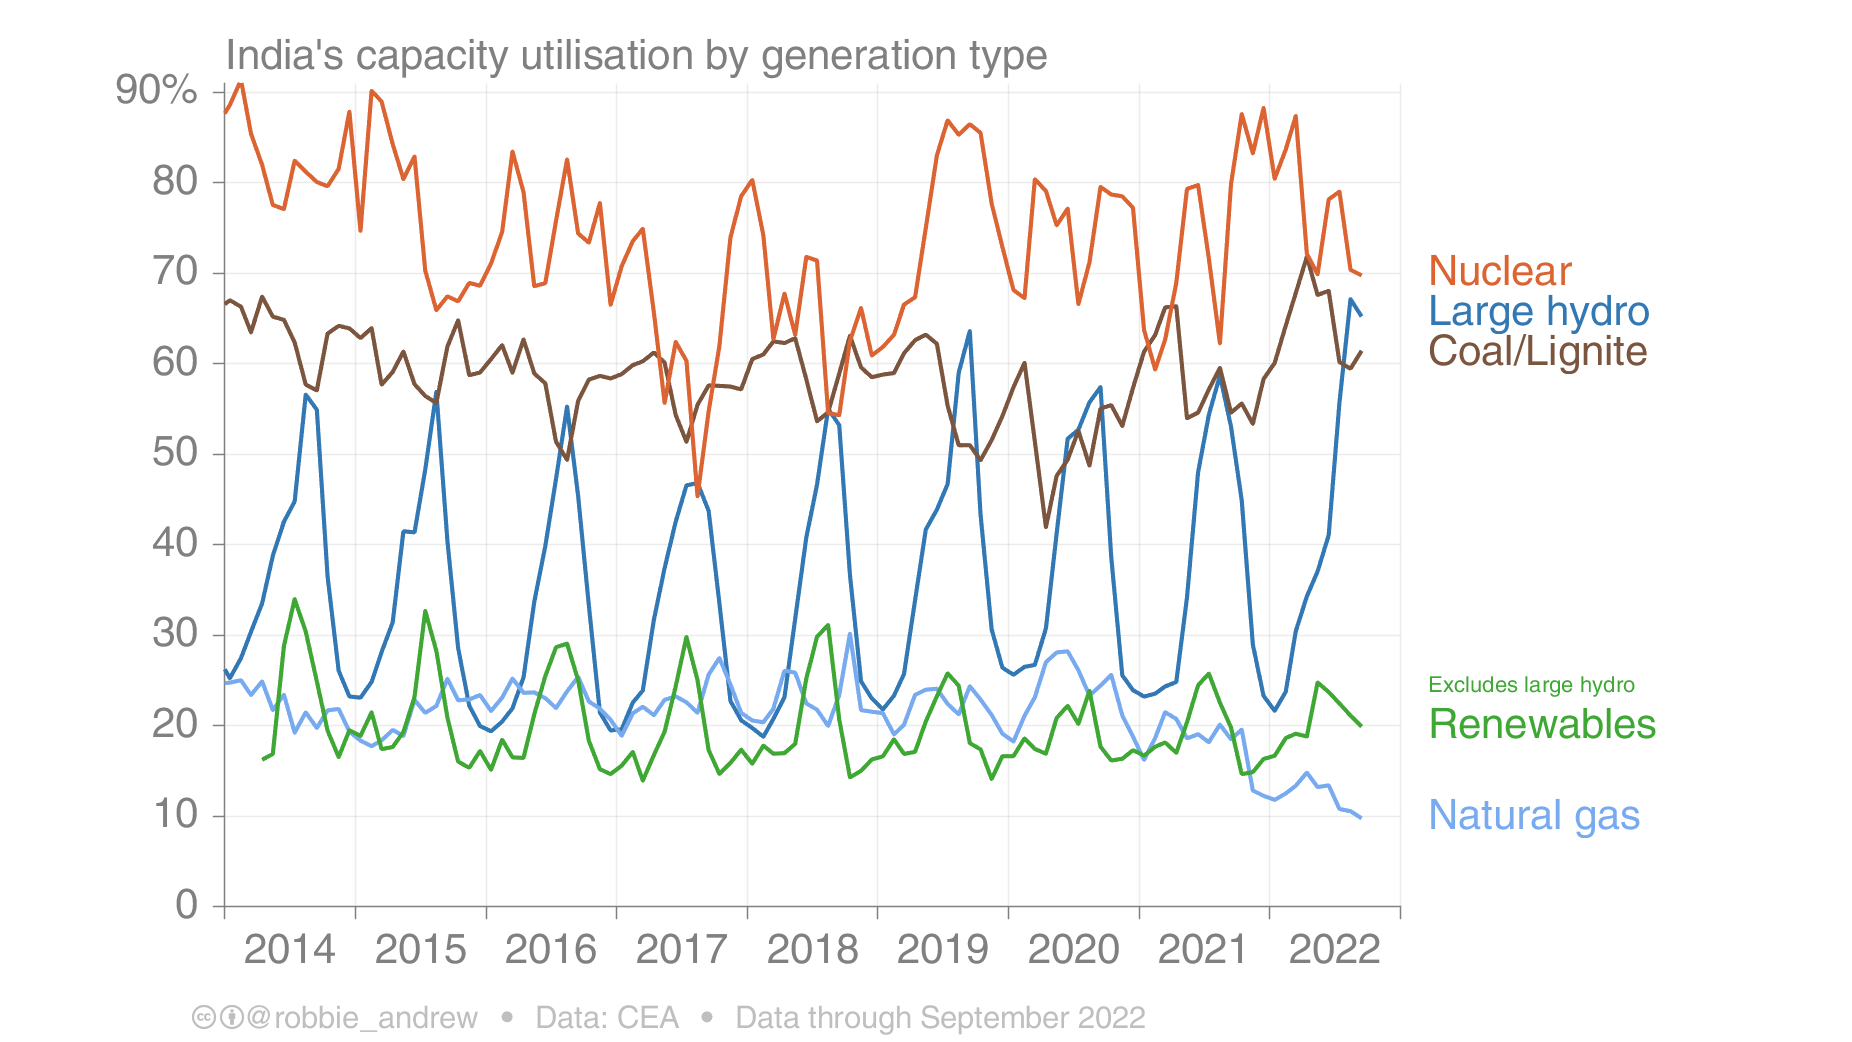 India's capacity utilisation by generation type
90%
80
70
60
50
40
30
20
10
0
2014 2015 2016 2017 2018 2019 2020 2021 2022
Nuclear
Large hydro
Coal/Lignite
Excludes large hydro
Renewables
Natural gas
cc @robbie_andrew • Data: CEA • Data through September 2022